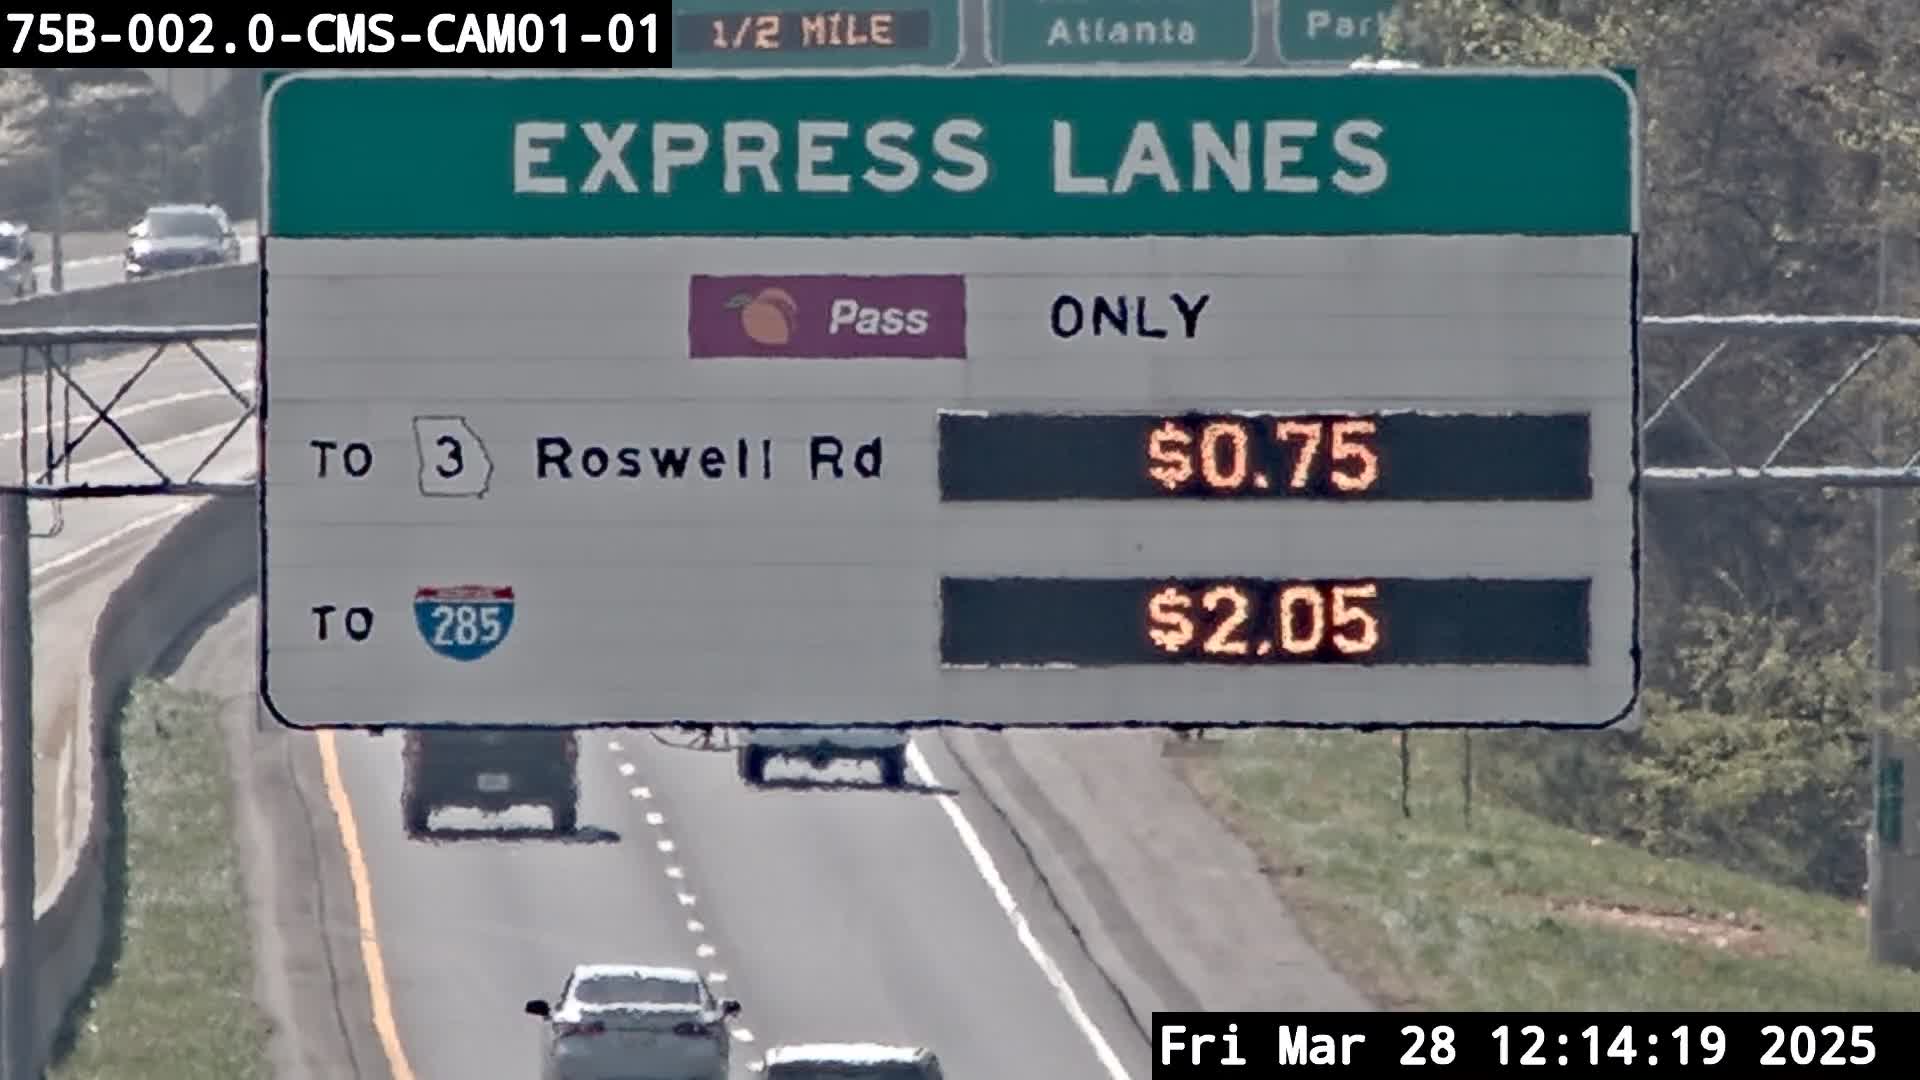 75B-002.0-CMS-CAM01-01
1/2 MILE
Atlanta
Park
EXPRESS LANES
Pass ONLY
TO 3 Roswell Rd $0.75
TO 285 $2.05
Fri Mar 28 12:14:19 2025